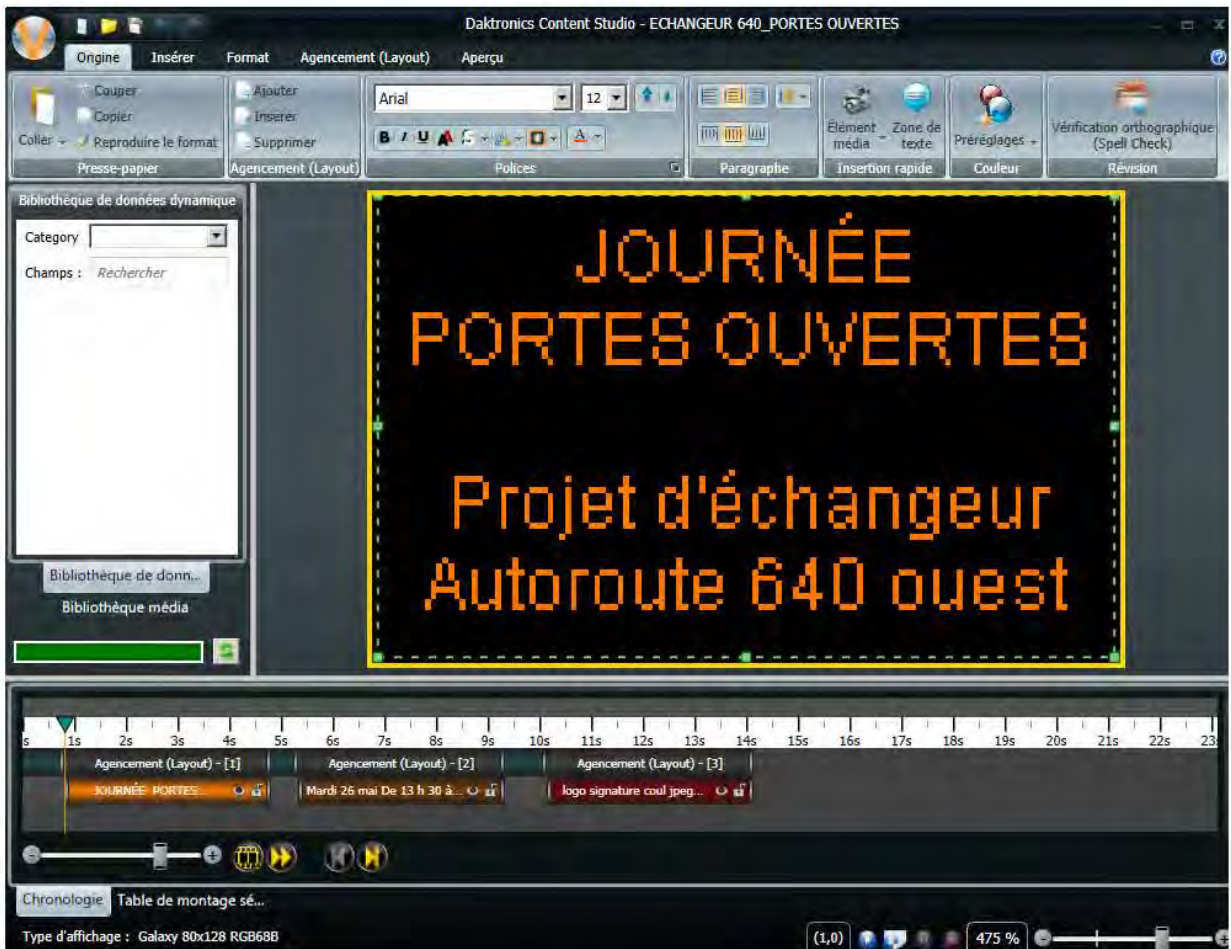 Daktronics Content Studio - ECHANGEUR 640_PORTES OUVERTES
Origine Insérer Format Agencement (Layout) Aperçu
Coller
Couper
Copier
Reproduire le format
Presse-papier
Ajouter
Inserer
Supprimer
Agencement (Layout)
Arial 12
B I U A A
Polices
Paragraphe
Élément média
Zone de texte
Insertion rapide
Préréglages
Couleur
Vérification orthographique
(Spell Check)
Révision
Bibliothèque de données dynamique
Category
Champs : Rechercher
Bibliothèque de donn...
Bibliothèque média
JOURNÉE
PORTES OUVERTES
Projet d'échangeur
Autoroute 640 ouest
s 1s 2s 3s 4s 5s 6s 7s 8s 9s 10s 11s 12s 13s 14s 15s 16s 17s 18s 19s 20s 21s 22s 23
Agencement (Layout) - [1] Agencement (Layout) - [2] Agencement (Layout) - [3]
JOURNÉE PORTES... Mardi 26 mai De 13 h 30 à... logo signature coul jpeg...
Chronologie Table de montage sé...
Type d'affichage : Galaxy 80x128 RGB68B (1,0) 475 %